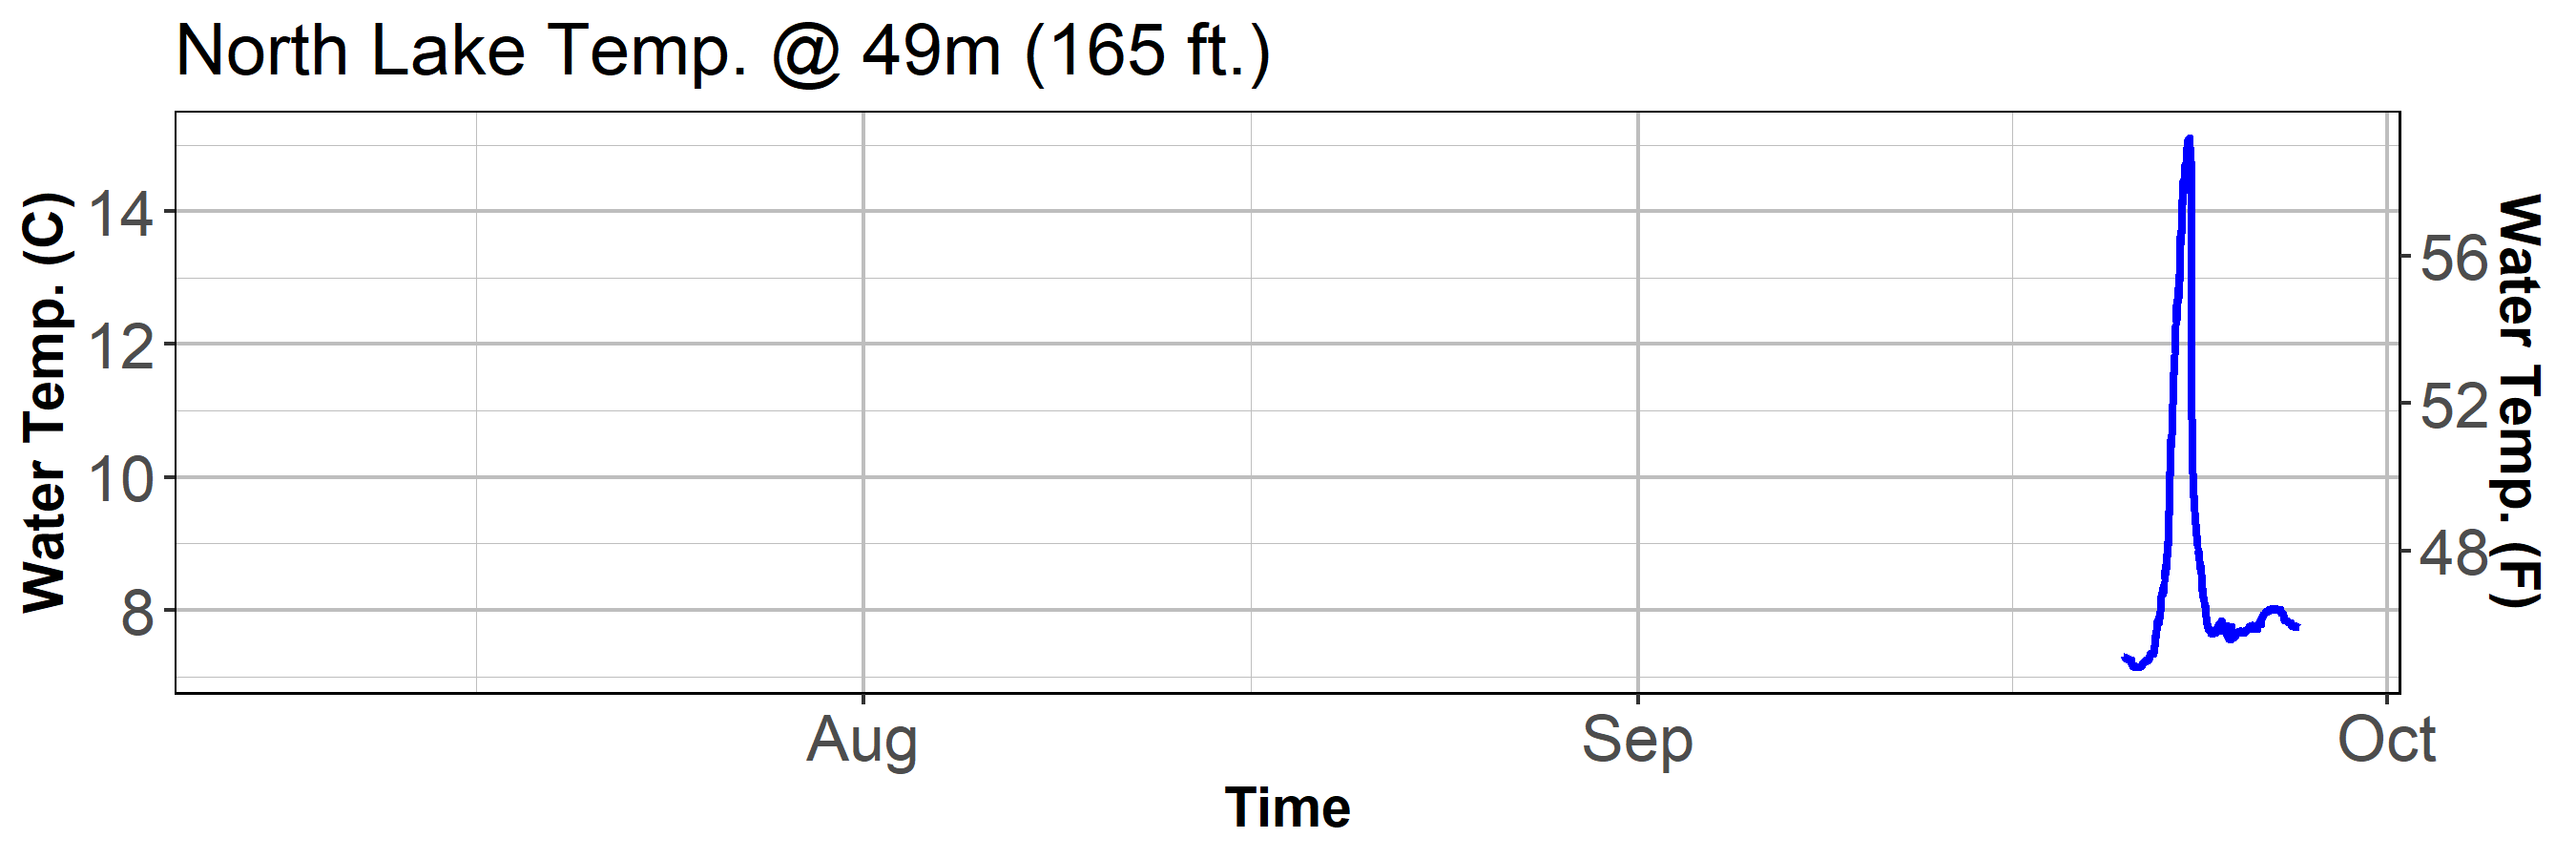 North Lake Temp. @ 49m (165 ft.)
Water Temp. (C)
14
12
10
8
56
52
48
Water Temp. (F)
Aug
Sep
Oct
Time